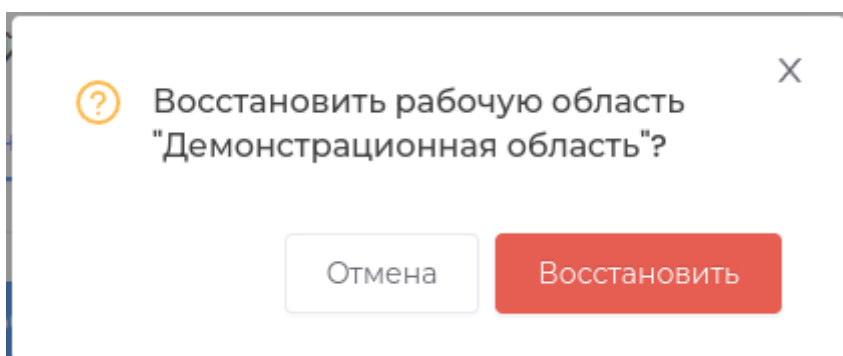 Восстановить рабочую область
"Демонстрационная область"?
Отмена
Восстановить